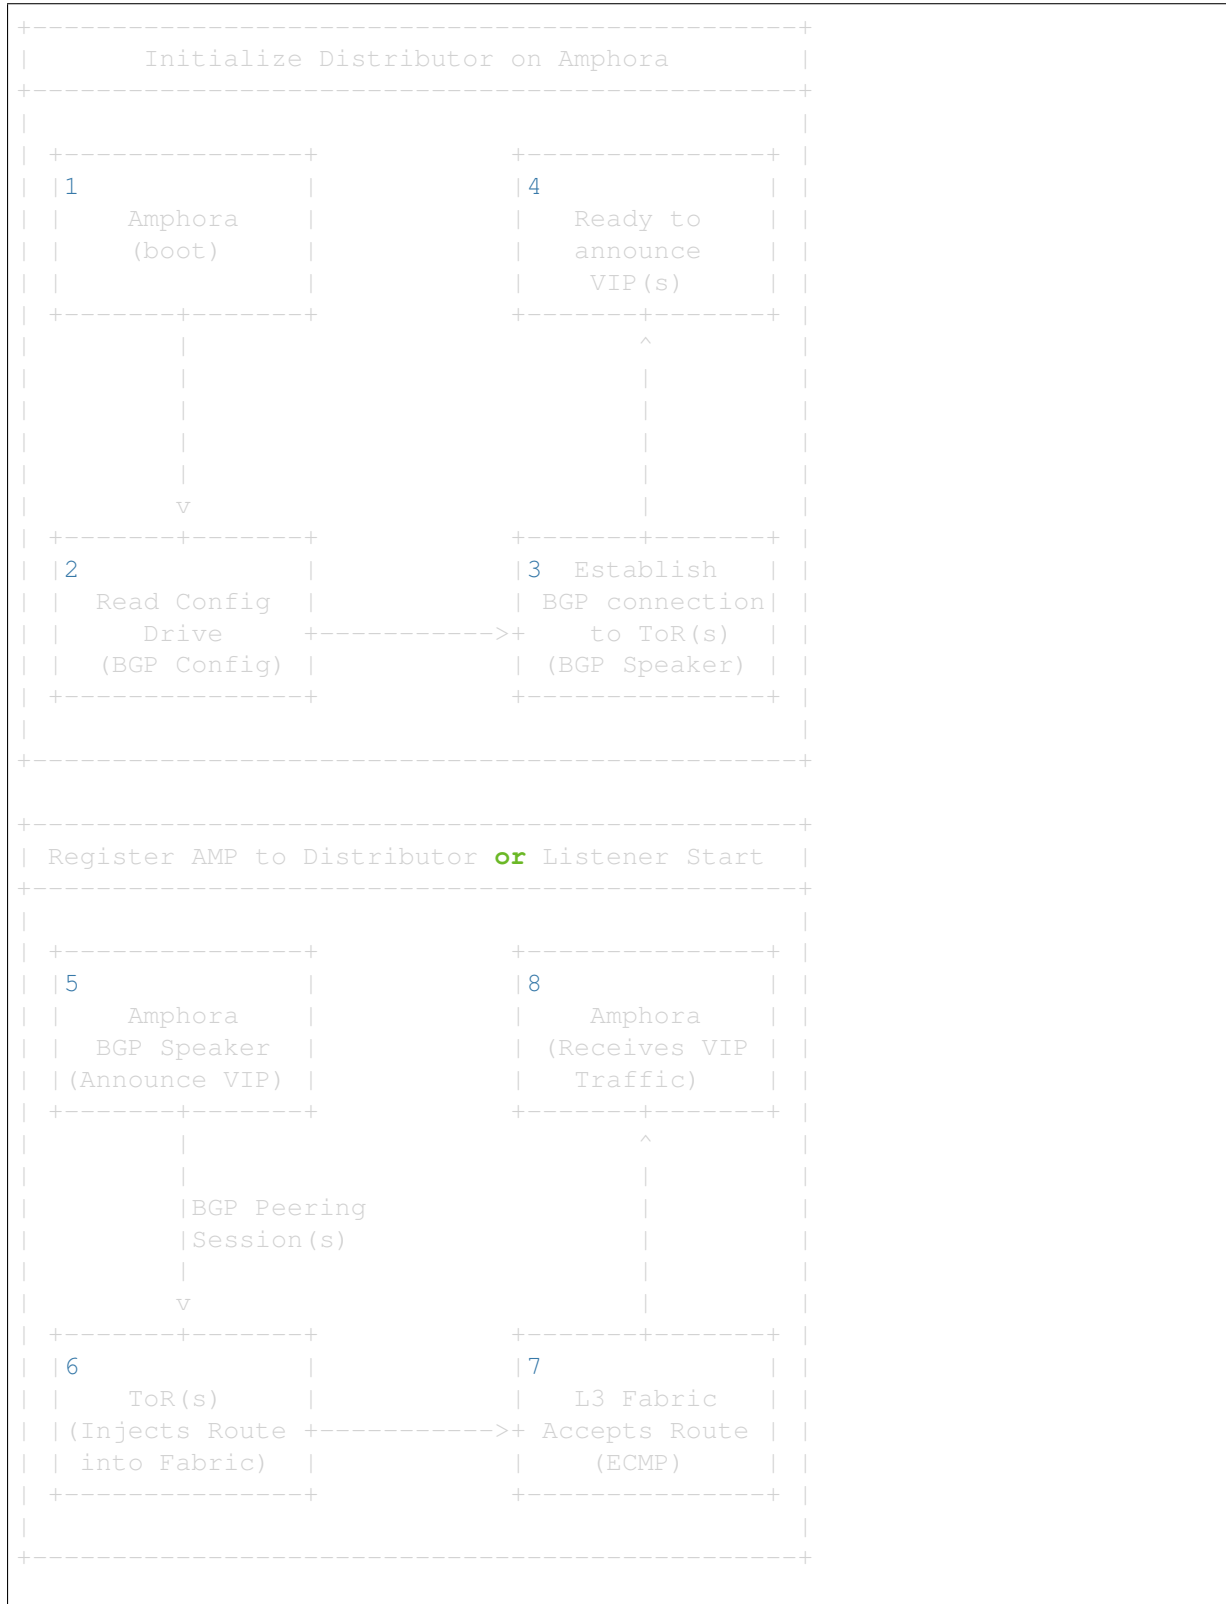 +------------------------------------------------+
|       Initialize Distributor on Amphora        |
+------------------------------------------------+
|                                                |
| +---------------+            +---------------+ |
| |1              |            |4              | |
| |    Amphora    |            |   Ready to    | |
| |    (boot)     |            |   announce    | |
| |               |            |    VIP(s)     | |
| +-------+-------+            +-------+-------+ |
|         |                            ^         |
|         |                            |         |
|         |                            |         |
|         |                            |         |
|         |                            |         |
|         v                            |         |
| +-------+-------+            +-------+-------+ |
| |2              |            |3  Establish   | |
| |  Read Config  |            | BGP connection| |
| |     Drive     +----------->+    to ToR(s)  | |
| |  (BGP Config) |            | (BGP Speaker) | |
| +---------------+            +---------------+ |
|                                                |
+------------------------------------------------+
+------------------------------------------------+
| Register AMP to Distributor or Listener Start  |
+------------------------------------------------+
|                                                |
| +---------------+            +---------------+ |
| |5              |            |8              | |
| |    Amphora    |            |    Amphora    | |
| |  BGP Speaker  |            | (Receives VIP | |
| |(Announce VIP) |            |   Traffic)    | |
| +-------+-------+            +-------+-------+ |
|         |                            ^         |
|         |                            |         |
|         |BGP Peering                 |         |
|         |Session(s)                  |         |
|         |                            |         |
|         v                            |         |
| +-------+-------+            +-------+-------+ |
| |6              |            |7              | |
| |    ToR(s)     |            |   L3 Fabric   | |
| |(Injects Route +----------->+ Accepts Route | |
| | into Fabric)  |            |    (ECMP)     | |
| +---------------+            +---------------+ |
|                                                |
+------------------------------------------------+